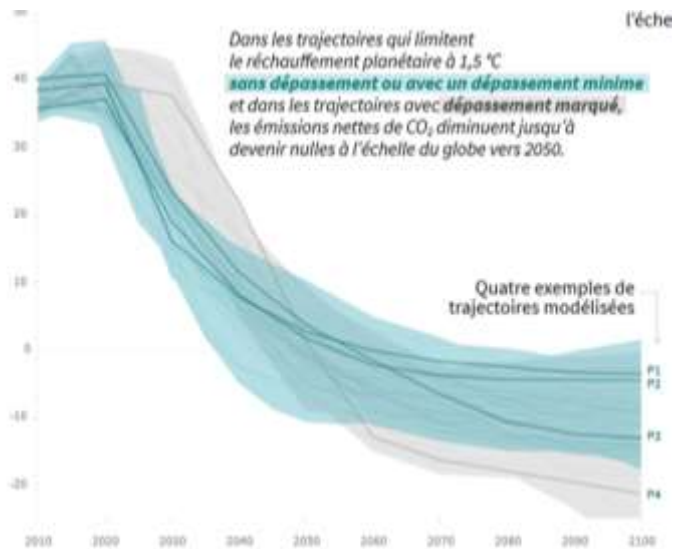 l'éche
Dans les trajectoires qui limitent
le réchauffement planétaire à 1,5 °C
sans dépassement ou avec un dépassement minime
et dans les trajectoires avec dépassement marqué,
les émissions nettes de CO₂ diminuent jusqu'à
devenir nulles à l'échelle du globe vers 2050.
40
30
20
10
Quatre exemples de
trajectoires modélisées
0
P1
P2
-10
P3
-20
P4
2010 2020 2030 2040 2050 2060 2070 2080 2090 2100